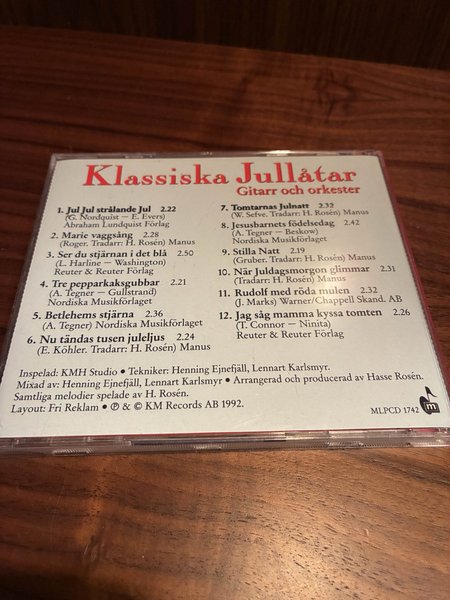 Klassiska Jullåtar
Gitarr och orkester
1. Jul Jul strålande Jul 2.22
(G. Nordquist – E. Evers)
Abraham Lundquist Förlag
2. Marie vaggsång 2.28
(Roger. Tradarr: H. Rosén) Manus
3. Ser du stjärnan i det blå 2.50
(L. Harline – Washington)
Reuter & Reuter Förlag
4. Tre pepparkaksgubbar 2.21
(A. Tegner – Gullstrand)
Nordiska Musikförlaget
5. Betlehems stjärna 2.36
(A. Tegner) Nordiska Musikförlaget
6. Nu tändas tusen juleljus 2.24
(E. Köhler. Tradarr: H. Rosén) Manus
7. Tomtarnas Julnatt 2.32
(W. Sefve. Tradarr: H. Rosén) Manus
8. Jesusbarnets födelsedag 2.42
(A. Tegner – Beskow)
Nordiska Musikförlaget
9. Stilla Natt 2.19
(Gruber. Tradarr: H. Rosén) Manus
10. När Juldagsmorgon glimmar 2.31
(Tradarr: H. Rosén) Manus
11. Rudolf med röda mulen 2.32
(J. Marks) Warner/Chappell Skand. AB
12. Jag såg mamma kyssa tomten 2.26
(T. Connor – Ninita)
Reuter & Reuter Förlag
Inspelad: KMH Studio • Tekniker: Henning Ejnefjäll, Lennart Karlsmyr.
Mixad av: Henning Ejnefjäll, Lennart Karlsmyr • Arrangerad och producerad av Hasse Rosén.
Samtliga melodier spelade av H. Rosén.
Layout: Fri Reklam • ℗ & © KM Records AB 1992.
m
MLPCD 1742